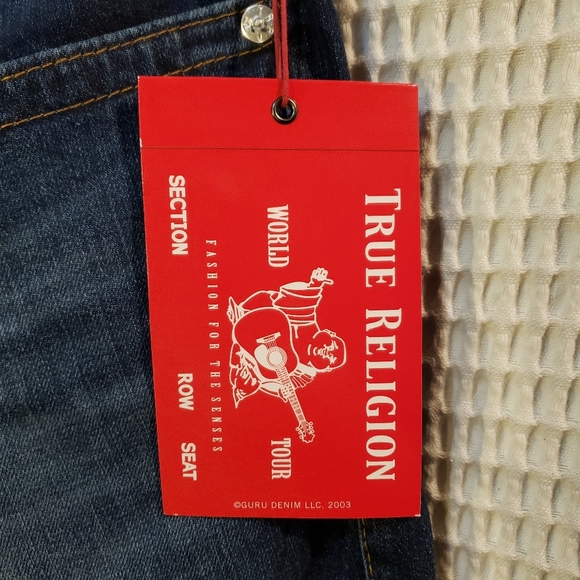 TRUE RELIGION
WORLD TOUR
FASHION FOR THE SENSES
SECTION ROW SEAT
©GURU DENIM LLC. 2003